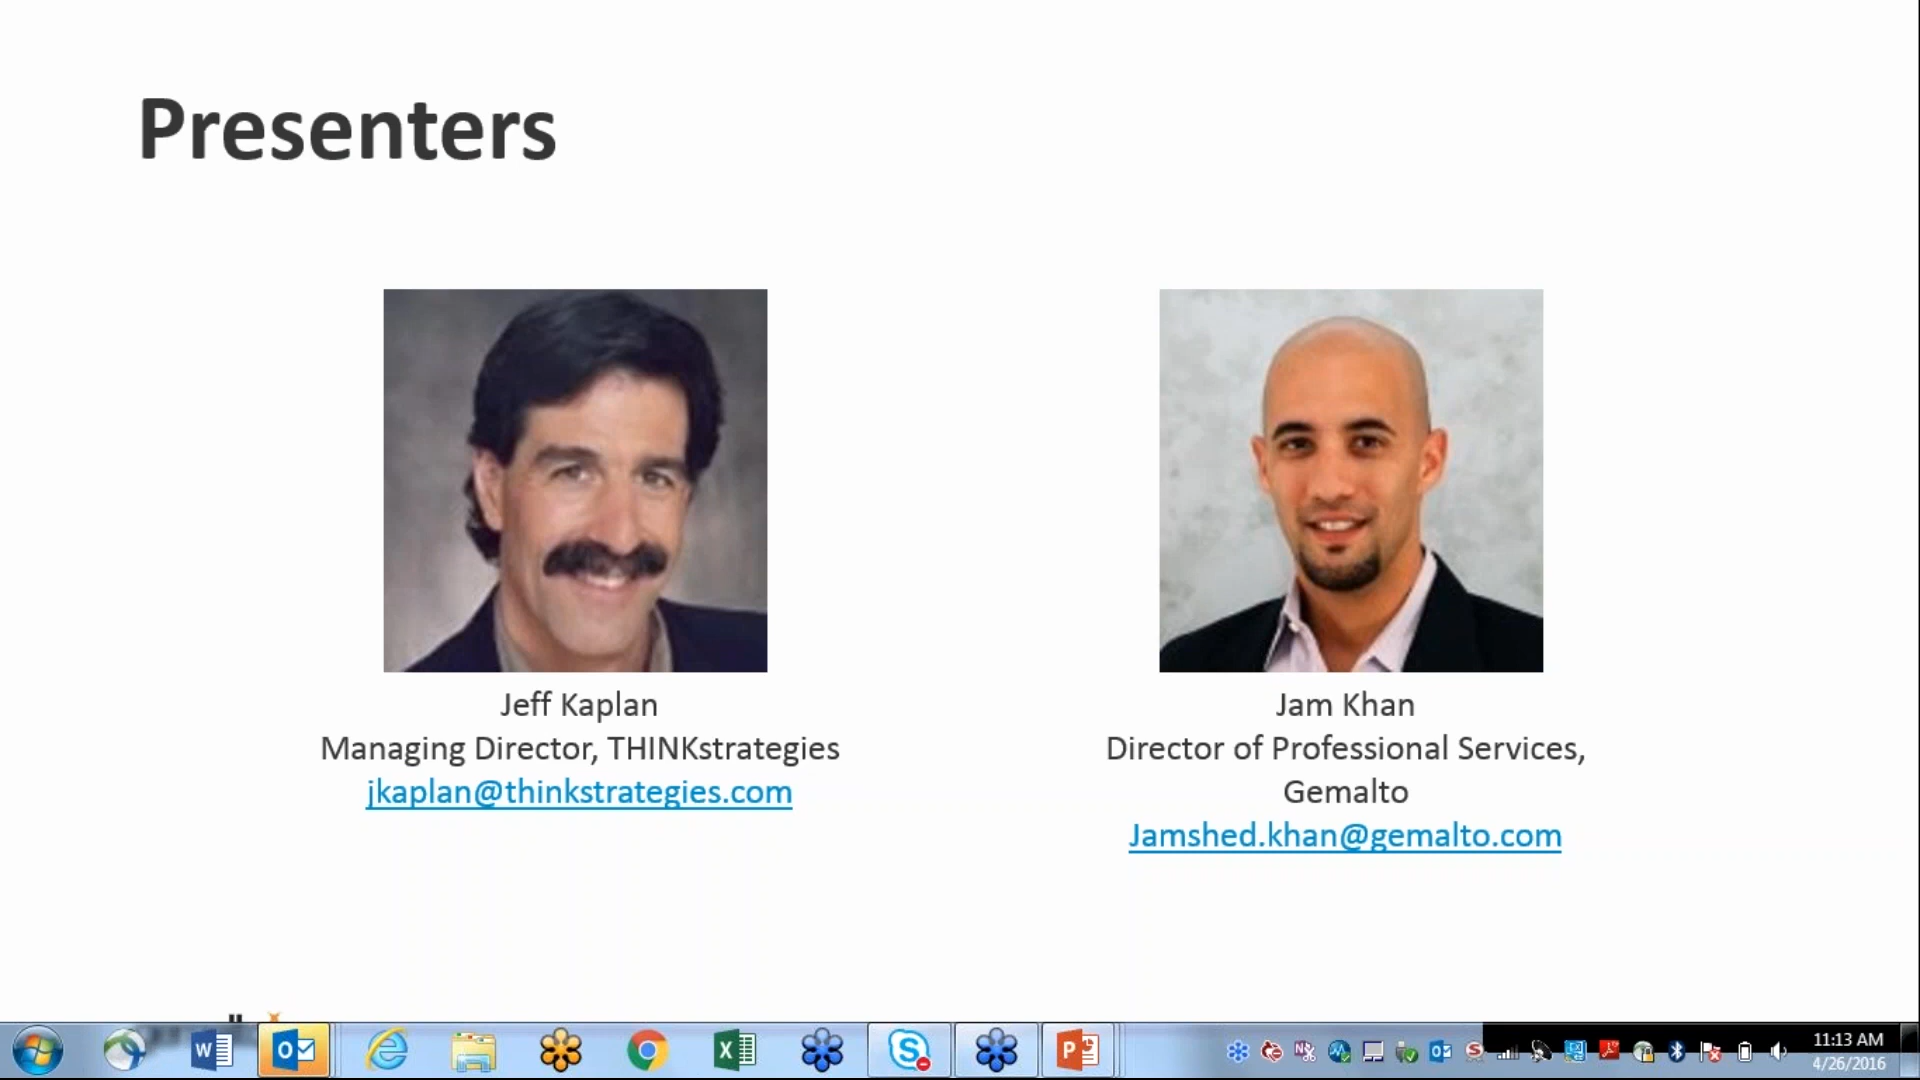 Presenters
Jeff Kaplan
Managing Director, THINKstrategies
jkaplan@thinkstrategies.com
Jam Khan
Director of Professional Services,
Gemalto
Jamshed.khan@gemalto.com
11:13 AM
4/26/2016